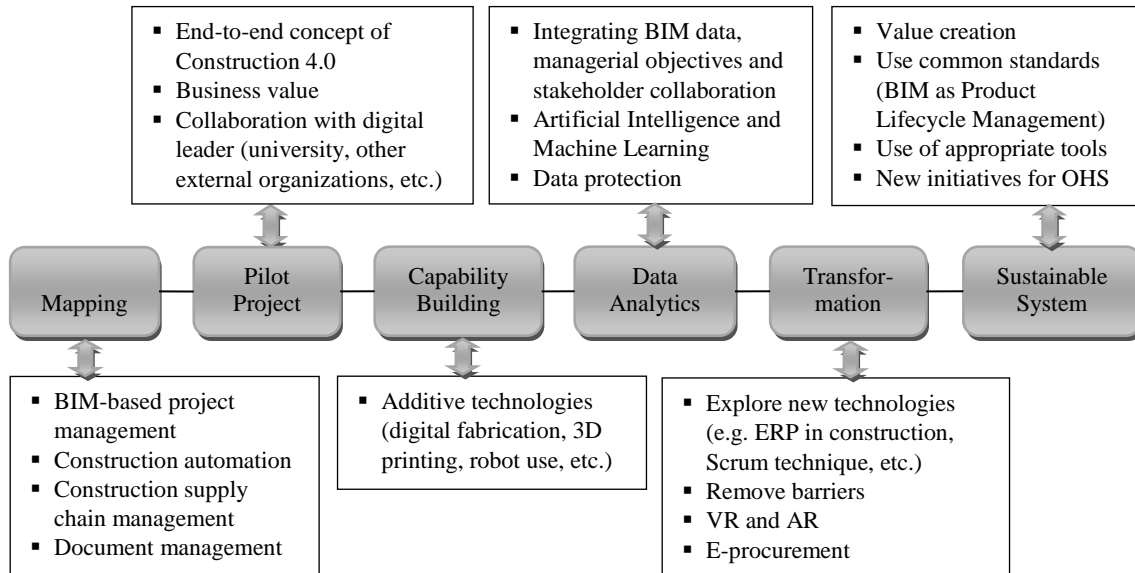 ▪ End-to-end concept of
Construction 4.0
▪ Business value
▪ Collaboration with digital
leader (university, other
external organizations, etc.)
▪ Integrating BIM data,
managerial objectives and
stakeholder collaboration
▪ Artificial Intelligence and
Machine Learning
▪ Data protection
▪ Value creation
▪ Use common standards
(BIM as Product
Lifecycle Management)
▪ Use of appropriate tools
▪ New initiatives for OHS
Mapping
Pilot
Project
Capability
Building
Data
Analytics
Transfor-
mation
Sustainable
System
▪ BIM-based project
management
▪ Construction automation
▪ Construction supply
chain management
▪ Document management
▪ Additive technologies
(digital fabrication, 3D
printing, robot use, etc.)
▪ Explore new technologies
(e.g. ERP in construction,
Scrum technique, etc.)
▪ Remove barriers
▪ VR and AR
▪ E-procurement